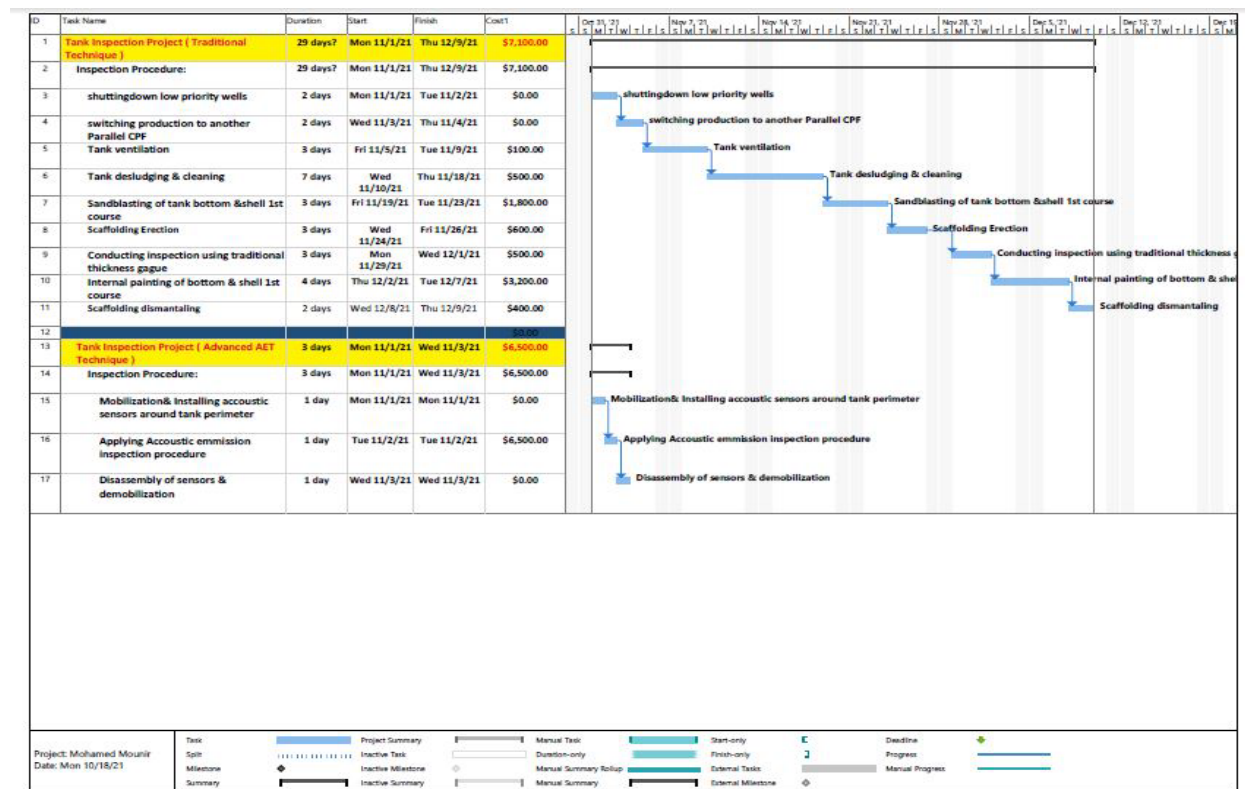 ID Task Name Duration Start Finish Cost1
Oct 31, '21 Nov 7, '21 Nov 14, '21 Nov 21, '21 Nov 28, '21 Dec 5, '21 Dec 12, '21 Dec 19
S S M T W T F S S M T W T F S S M T W T F S S M T W T F S S M T W T F S S M T W T F S S M T W T F S S M
1 Tank Inspection Project ( Traditional 29 days? Mon 11/1/21 Thu 12/9/21 $7,100.00
Technique )
2 Inspection Procedure: 29 days? Mon 11/1/21 Thu 12/9/21 $7,100.00
3 shuttingdown low priority wells 2 days Mon 11/1/21 Tue 11/2/21 $0.00 shuttingdown low priority wells
4 switching production to another 2 days Wed 11/3/21 Thu 11/4/21 $0.00 switching production to another Parallel CPF
Parallel CPF
5 Tank ventilation 3 days Fri 11/5/21 Tue 11/9/21 $100.00 Tank ventilation
6 Tank desludging & cleaning 7 days Wed Thu 11/18/21 $500.00 Tank desludging & cleaning
11/10/21
7 Sandblasting of tank bottom &shell 1st 3 days Fri 11/19/21 Tue 11/23/21 $1,800.00 Sandblasting of tank bottom &shell 1st course
course
8 Scaffolding Erection 3 days Wed Fri 11/26/21 $600.00 Scaffolding Erection
11/24/21
9 Conducting inspection using traditional 3 days Mon Wed 12/1/21 $500.00 Conducting inspection using traditional thickness g
thickness gague 11/29/21
10 Internal painting of bottom & shell 1st 4 days Thu 12/2/21 Tue 12/7/21 $3,200.00 Internal painting of bottom & shel
course
11 Scaffolding dismantaling 2 days Wed 12/8/21 Thu 12/9/21 $400.00 Scaffolding dismantaling
12 $0.00
13 Tank Inspection Project ( Advanced AET 3 days Mon 11/1/21 Wed 11/3/21 $6,500.00
Technique )
14 Inspection Procedure: 3 days Mon 11/1/21 Wed 11/3/21 $6,500.00
15 Mobilization& Installing accoustic 1 day Mon 11/1/21 Mon 11/1/21 $0.00 Mobilization& Installing accoustic sensors around tank perimeter
sensors around tank perimeter
16 Applying Accoustic emmission 1 day Tue 11/2/21 Tue 11/2/21 $6,500.00 Applying Accoustic emmission inspection procedure
inspection procedure
17 Disassembly of sensors & 1 day Wed 11/3/21 Wed 11/3/21 $0.00 Disassembly of sensors & demobilization
demobilization
Project: Mohamed Mounir
Date: Mon 10/18/21
Task Project Summary Manual Task Start-only Deadline
Split Inactive Task Duration-only Finish-only Progress
Milestone Inactive Milestone Manual Summary Rollup External Tasks Manual Progress
Summary Inactive Summary Manual Summary External Milestone